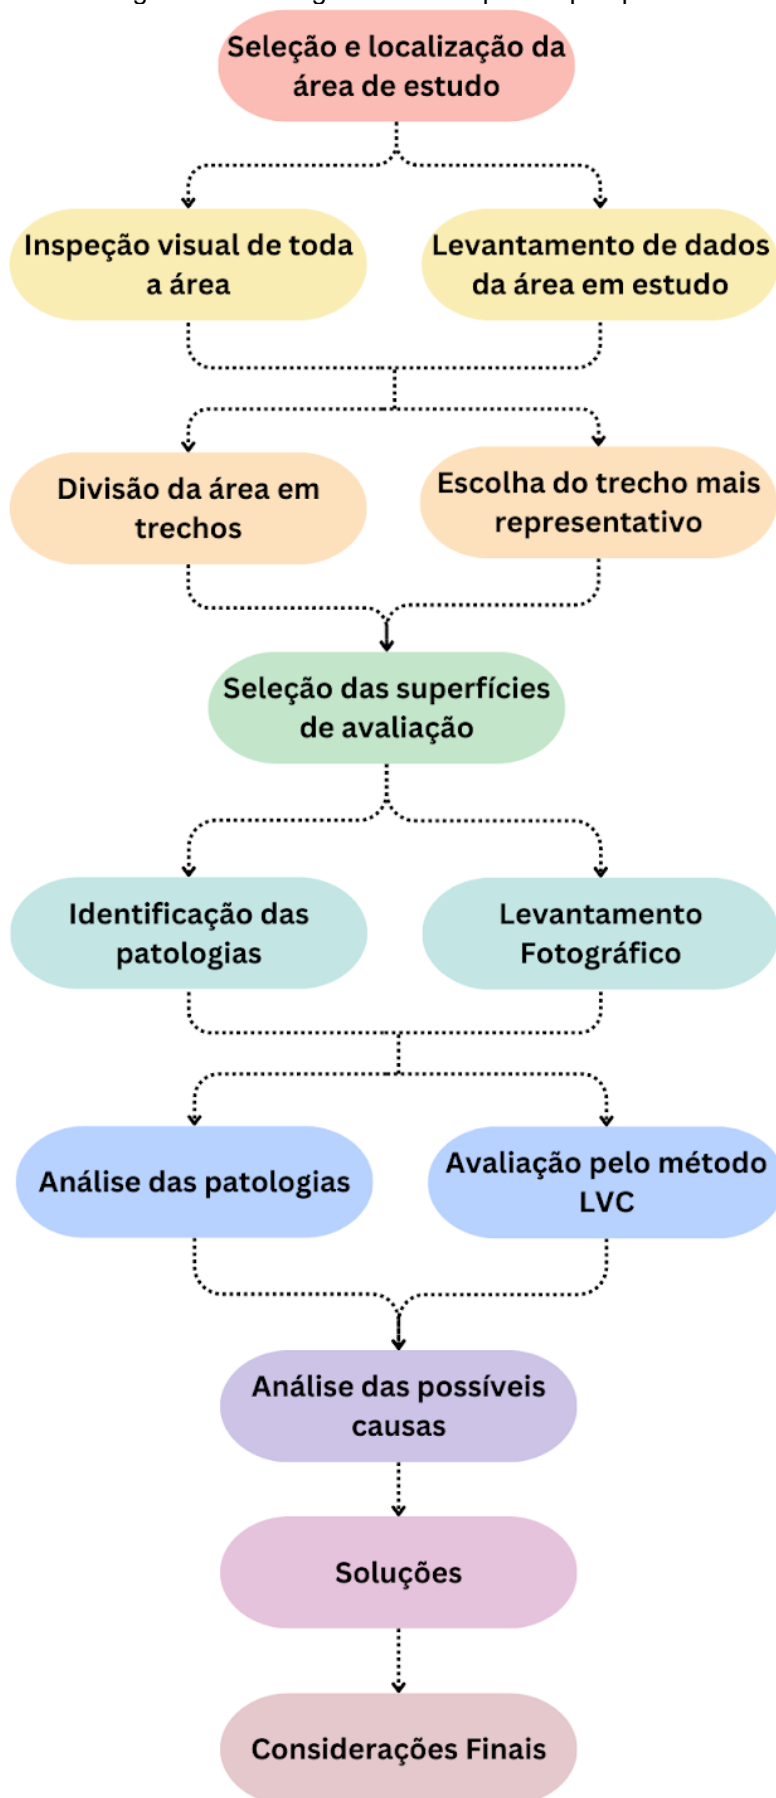 Seleção e localização da
área de estudo
Inspeção visual de toda
a área
Levantamento de dados
da área em estudo
Divisão da área em
trechos
Escolha do trecho mais
representativo
Seleção das superfícies
de avaliação
Identificação das
patologias
Levantamento
Fotográfico
Análise das patologias
Avaliação pelo método
LVC
Análise das possíveis
causas
Soluções
Considerações Finais